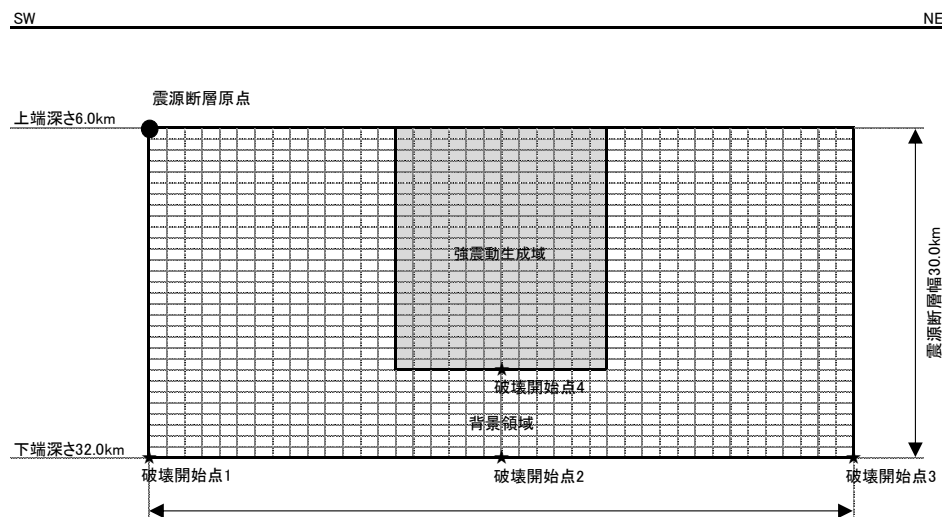 SW
NE
震源断層原点
上端深さ6.0km
強震動生成域
震源断層幅30.0km
破壊開始点4
背景領域
下端深さ32.0km
破壊開始点1
破壊開始点2
破壊開始点3